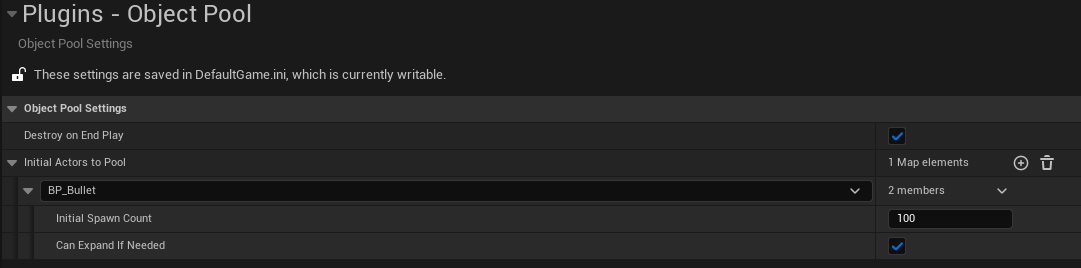 Plugins - Object Pool
Object Pool Settings
These settings are saved in DefaultGame.ini, which is currently writable.
Object Pool Settings
Destroy on End Play
Initial Actors to Pool 1 Map elements
BP_Bullet 2 members
Initial Spawn Count 100
Can Expand If Needed